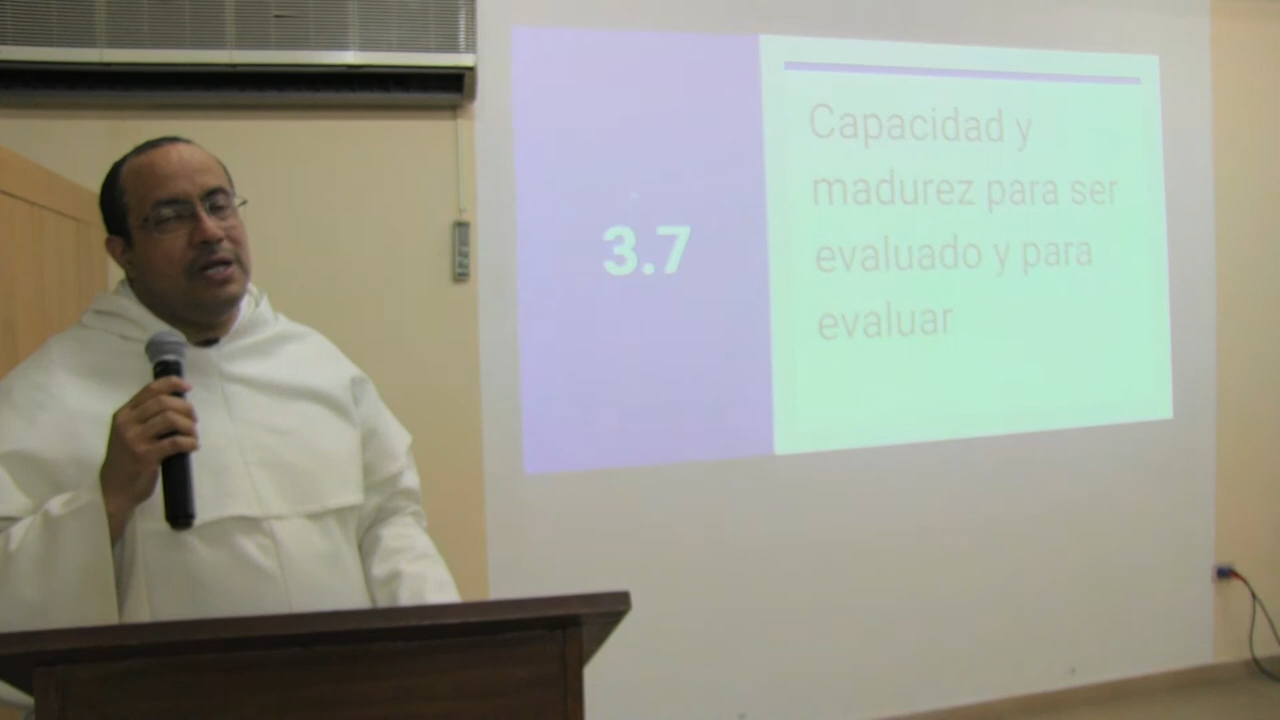 3.7
Capacidad y
madurez para ser
evaluado y para
evaluar